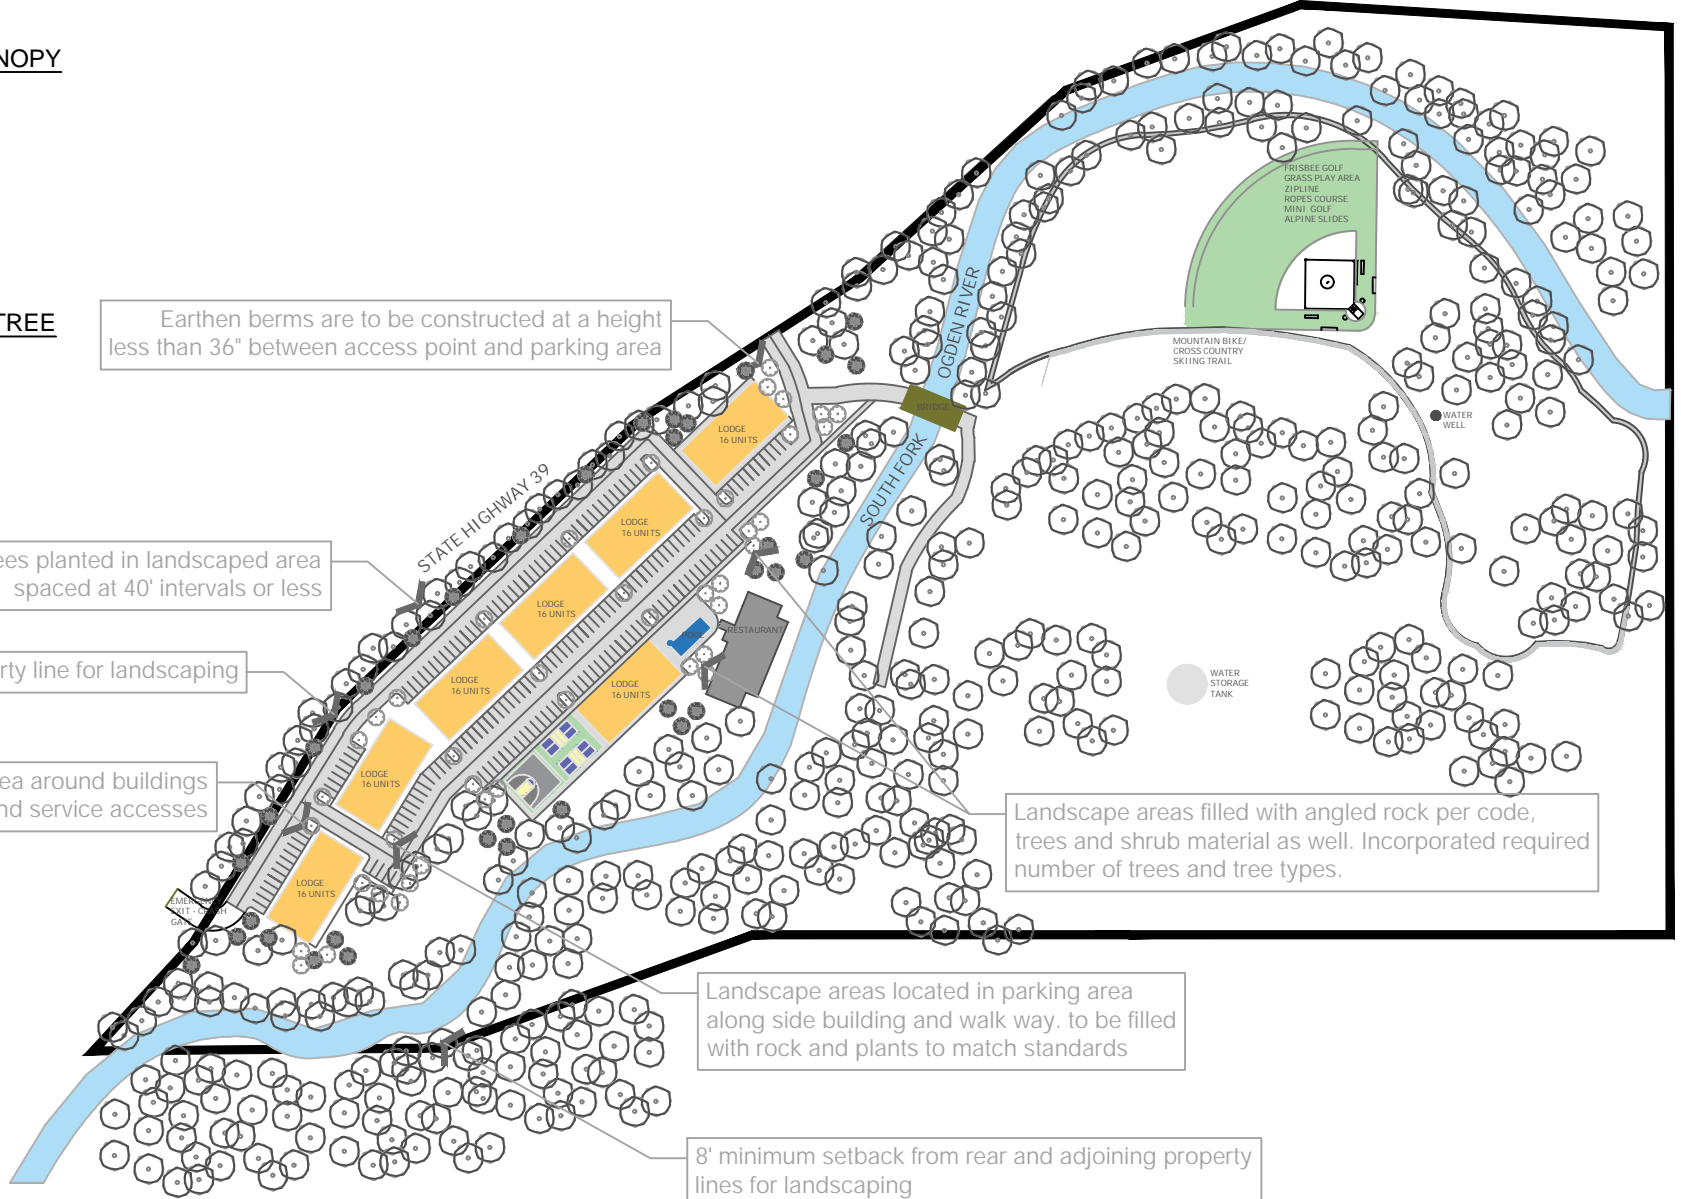 NOPY
TREE
Earthen berms are to be constructed at a height
less than 36" between access point and parking area
ees planted in landscaped area
spaced at 40' intervals or less
rty line for landscaping
ea around buildings
nd service accesses
STATE HIGHWAY 39
OGDEN RIVER
SOUTH FORK
BRIDGE
FRISBEE GOLF
GRASS PLAY AREA
ZIPLINE
ROPES COURSE
MINI GOLF
ALPINE SLIDES
MOUNTAIN BIKE/
CROSS COUNTRY
SKIING TRAIL
WATER
WELL
WATER
STORAGE
TANK
LODGE
16 UNITS
LODGE
16 UNITS
LODGE
16 UNITS
LODGE
16 UNITS
LODGE
16 UNITS
LODGE
16 UNITS
LODGE
16 UNITS
POOL
RESTAURANT
EMERGENCY
EXIT - CRASH
GATE
Landscape areas filled with angled rock per code,
trees and shrub material as well. Incorporated required
number of trees and tree types.
Landscape areas located in parking area
along side building and walk way. to be filled
with rock and plants to match standards
8' minimum setback from rear and adjoining property
lines for landscaping